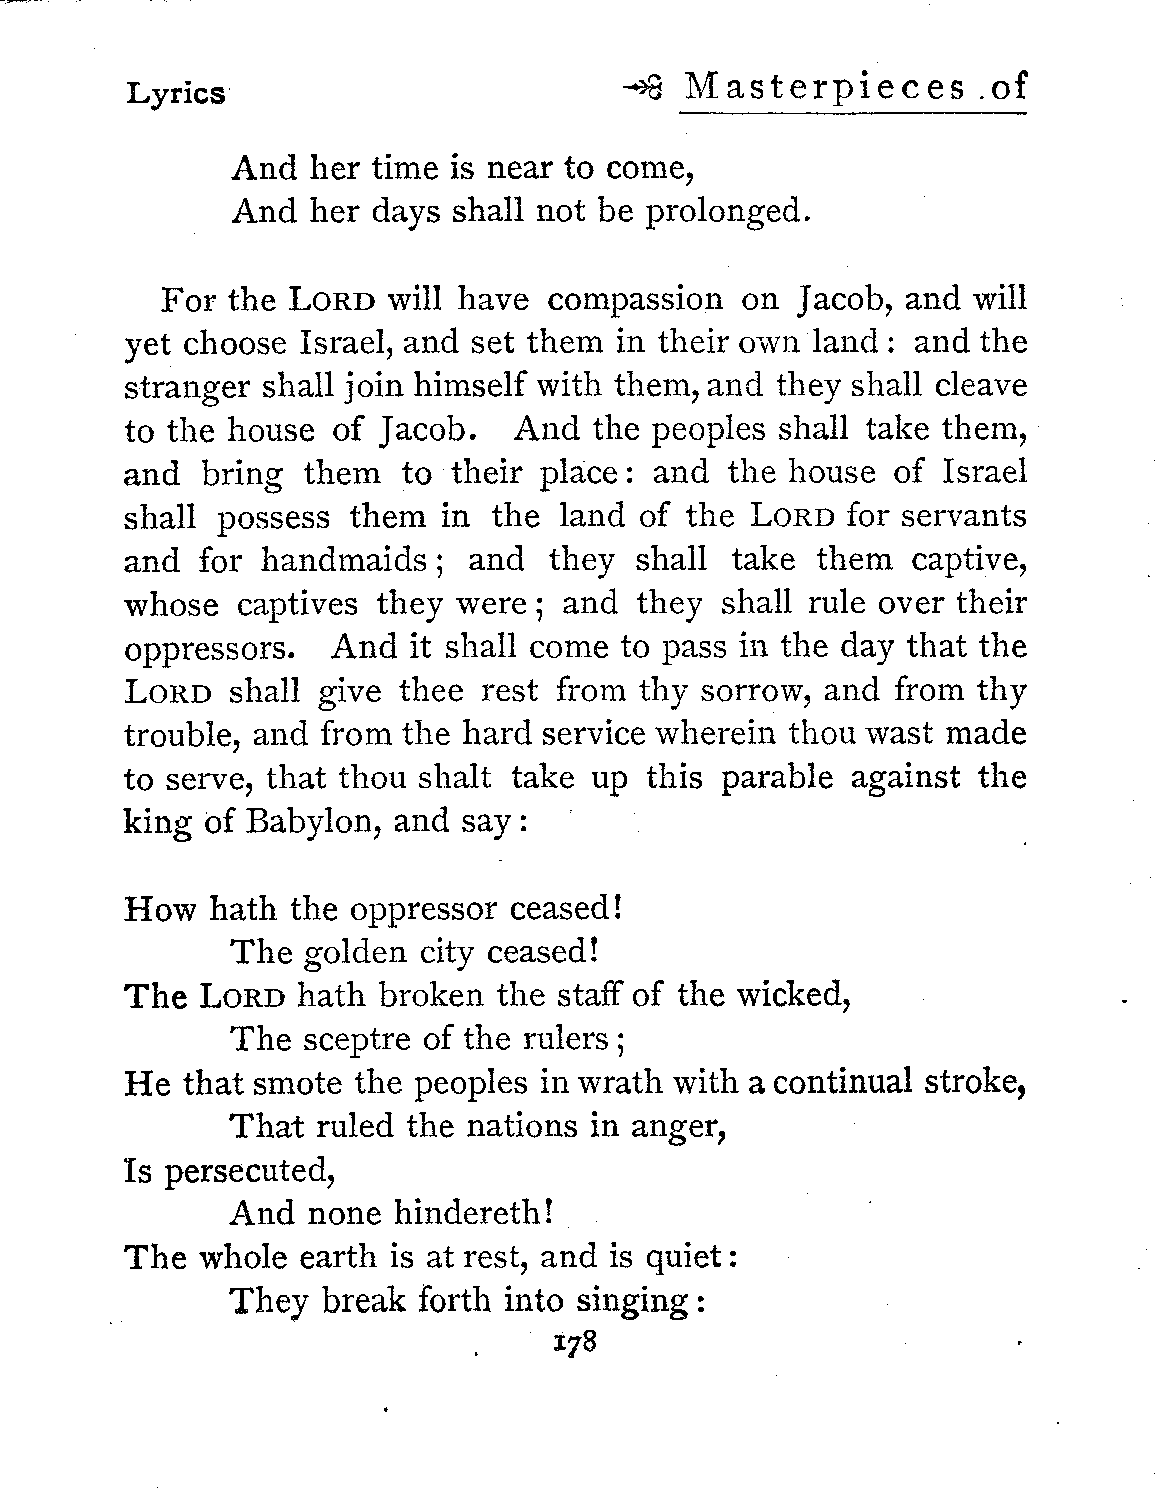 Lyrics Masterpieces of
And her time is near to come,
And her days shall not be prolonged.
For the LORD will have compassion on Jacob, and will
yet choose Israel, and set them in their own land : and the
stranger shall join himself with them, and they shall cleave
to the house of Jacob. And the peoples shall take them,
and bring them to their place : and the house of Israel
shall possess them in the land of the LORD for servants
and for handmaids ; and they shall take them captive,
whose captives they were ; and they shall rule over their
oppressors. And it shall come to pass in the day that the
LORD shall give thee rest from thy sorrow, and from thy
trouble, and from the hard service wherein thou wast made
to serve, that thou shalt take up this parable against the
king of Babylon, and say :
How hath the oppressor ceased!
The golden city ceased!
The LORD hath broken the staff of the wicked,
The sceptre of the rulers ;
He that smote the peoples in wrath with a continual stroke,
That ruled the nations in anger,
Is persecuted,
And none hindereth!
The whole earth is at rest, and is quiet :
They break forth into singing :
178